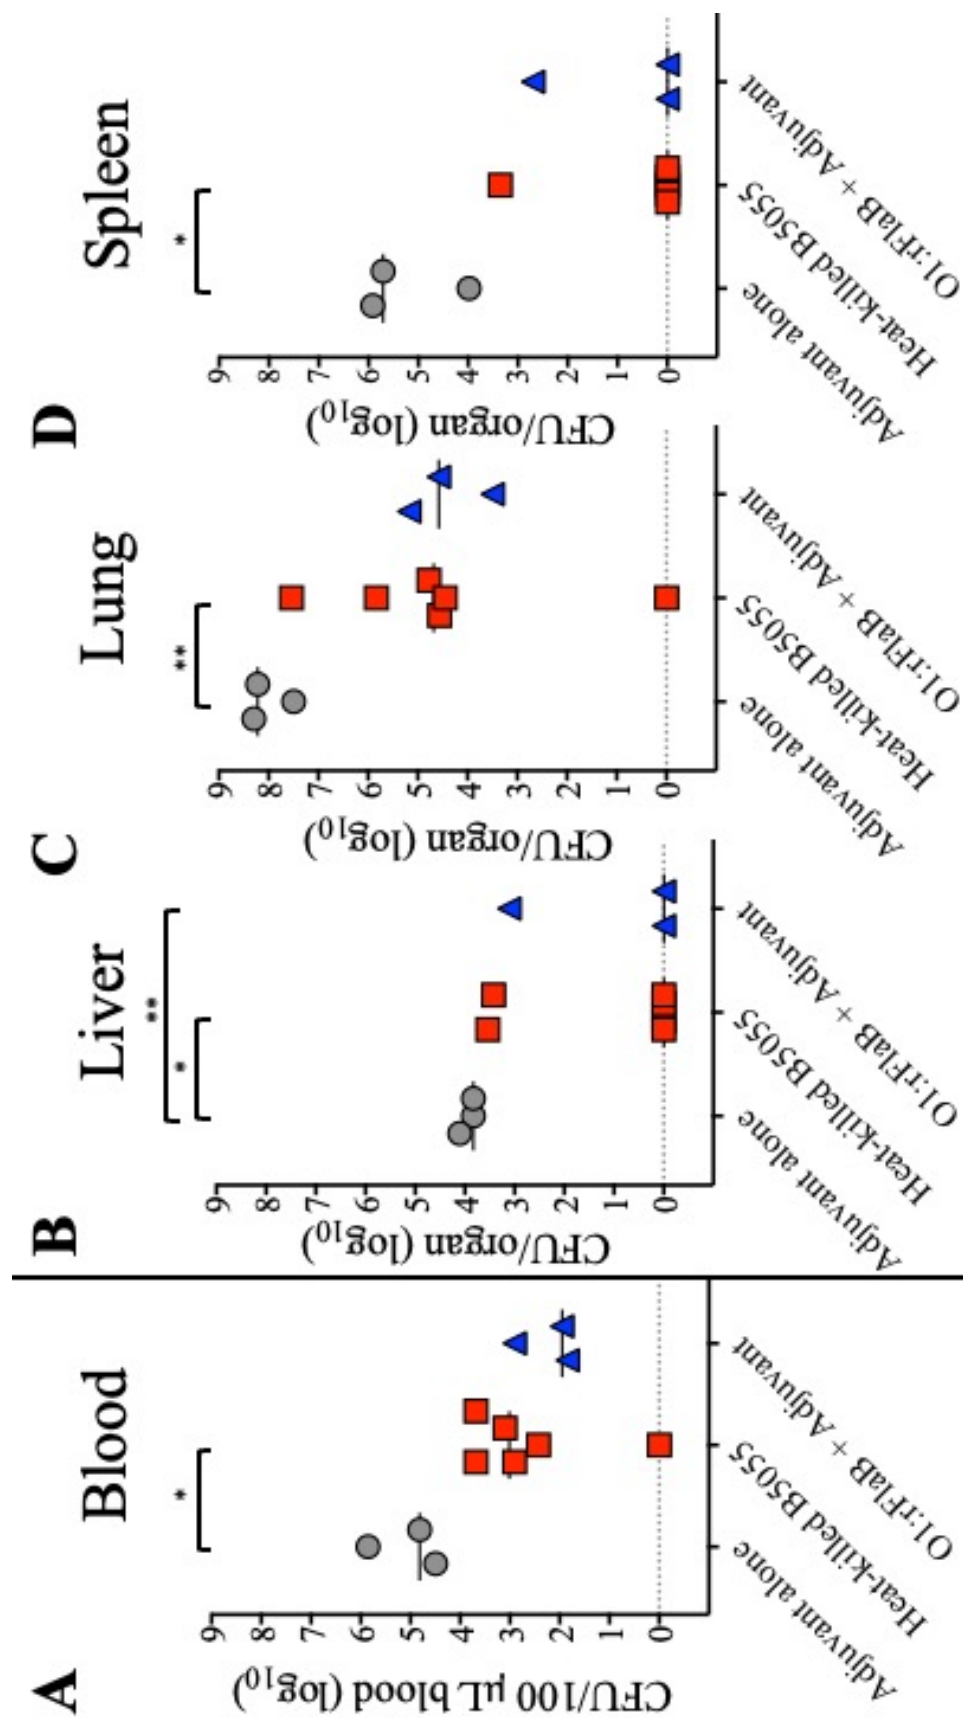 A
Blood
*
CFU/100 µL blood (log10)
9
8
7
6
5
4
3
2
0
Adjuvant alone
Heat-killed B5055
O1:rFlaB + Adjuvant
B
Liver
**
*
CFU/organ (log10)
9
8
7
6
5
4
3
2
1
0
Adjuvant alone
Heat-killed B5055
O1:rFlaB + Adjuvant
C
Lung
**
CFU/organ (log10)
9
8
7
6
5
4
3
2
1
0
Adjuvant alone
Heat-killed B5055
O1:rFlaB + Adjuvant
D
Spleen
*
CFU/organ (log10)
9
8
7
6
5
4
3
2
1
0
Adjuvant alone
Heat-killed B5055
O1:rFlaB + Adjuvant